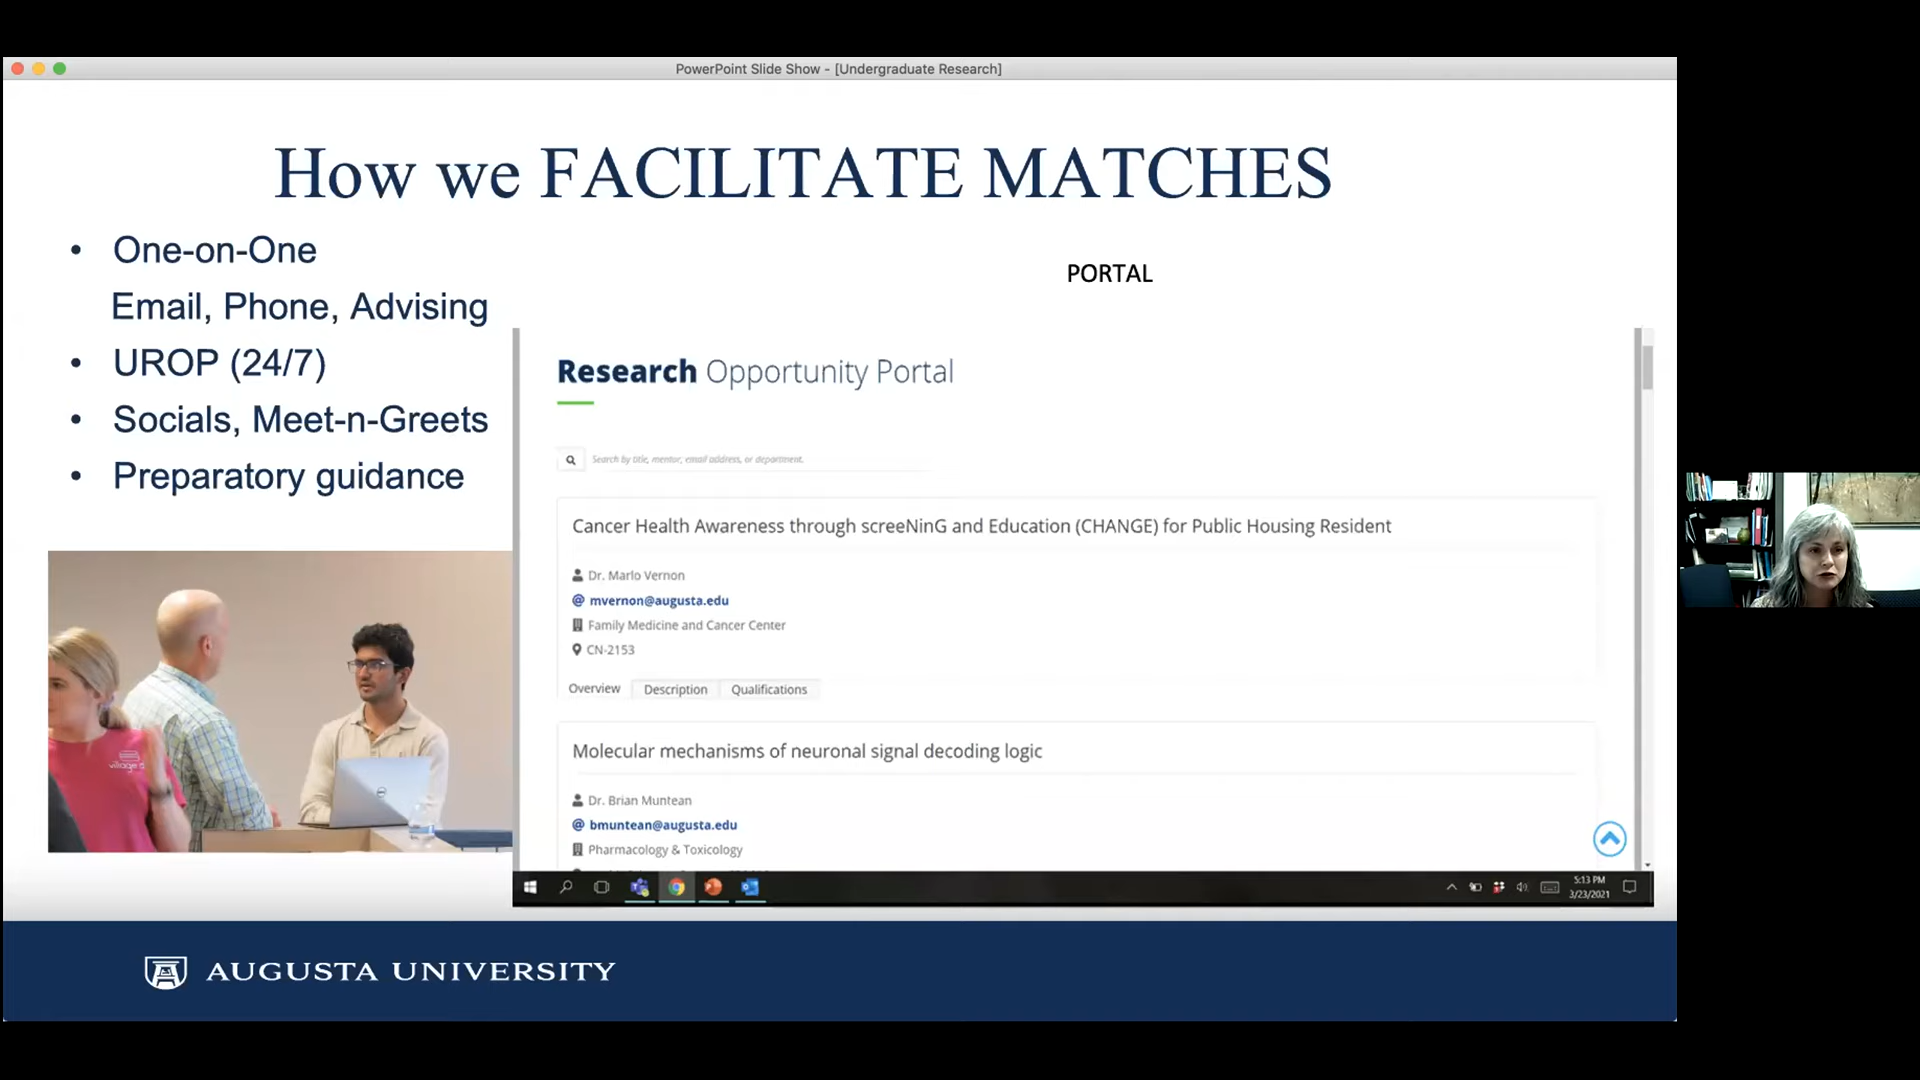 PowerPoint Slide Show - [Undergraduate Research]
How we FACILITATE MATCHES
• One-on-One
Email, Phone, Advising
• UROP (24/7)
• Socials, Meet-n-Greets
• Preparatory guidance
PORTAL
Research Opportunity Portal
Search by title, mentor, email address, or department.
Cancer Health Awareness through screeNinG and Education (CHANGE) for Public Housing Resident
Dr. Marlo Vernon
@ mvernon@augusta.edu
Family Medicine and Cancer Center
CN-2153
Overview Description Qualifications
Molecular mechanisms of neuronal signal decoding logic
Dr. Brian Muntean
@ bmuntean@augusta.edu
Pharmacology & Toxicology
5:13 PM
3/23/2021
AUGUSTA UNIVERSITY